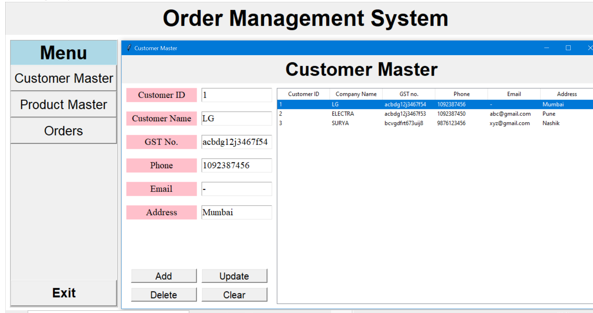 Order Management System
Menu
Customer Master
Product Master
Orders
Exit
Customer Master
Customer Master
Customer ID 1
Customer Name LG
GST No. acbdg12j3467f54
Phone 1092387456
Email -
Address Mumbai
Add Update
Delete Clear
Customer ID Company Name GST no. Phone Email Address
1 LG acbdg12j3467f54 1092387456 - Mumbai
2 ELECTRA acbdg12j3467f53 1092387450 abc@gmail.com Pune
3 SURYA bcvgdfrt673uij8 9876123456 xyz@gmail.com Nashik